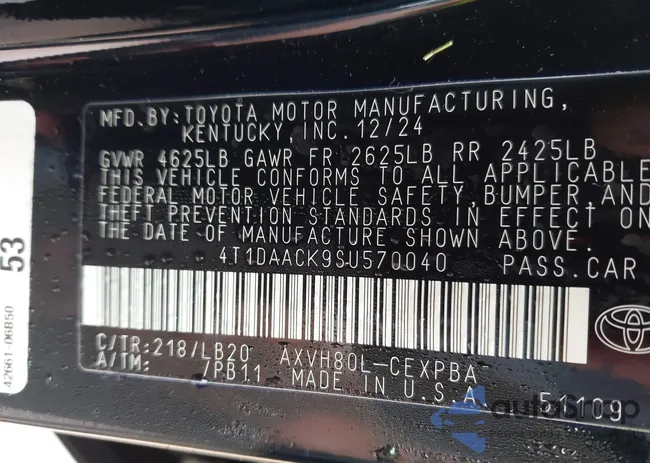 MFD.BY:TOYOTA MOTOR MANUFACTURING,
KENTUCKY,INC.12/24
GVWR 4625LB GAWR FR 2625LB RR 2425LB
THIS VEHICLE CONFORMS TO ALL APPLICABLE
FEDERAL MOTOR VEHICLE SAFETY,BUMPER,AND
THEFT PREVENTION STANDARDS IN EFFECT ON
THE DATE OF MANUFACTURE SHOWN ABOVE.
4T1DAACK9SU570040 PASS.CAR
C/TR:218/LB20 AXVH80L-CEXPBA
A/TM: /PB11 MADE IN U.S.A. 51109
53
42661-06B50